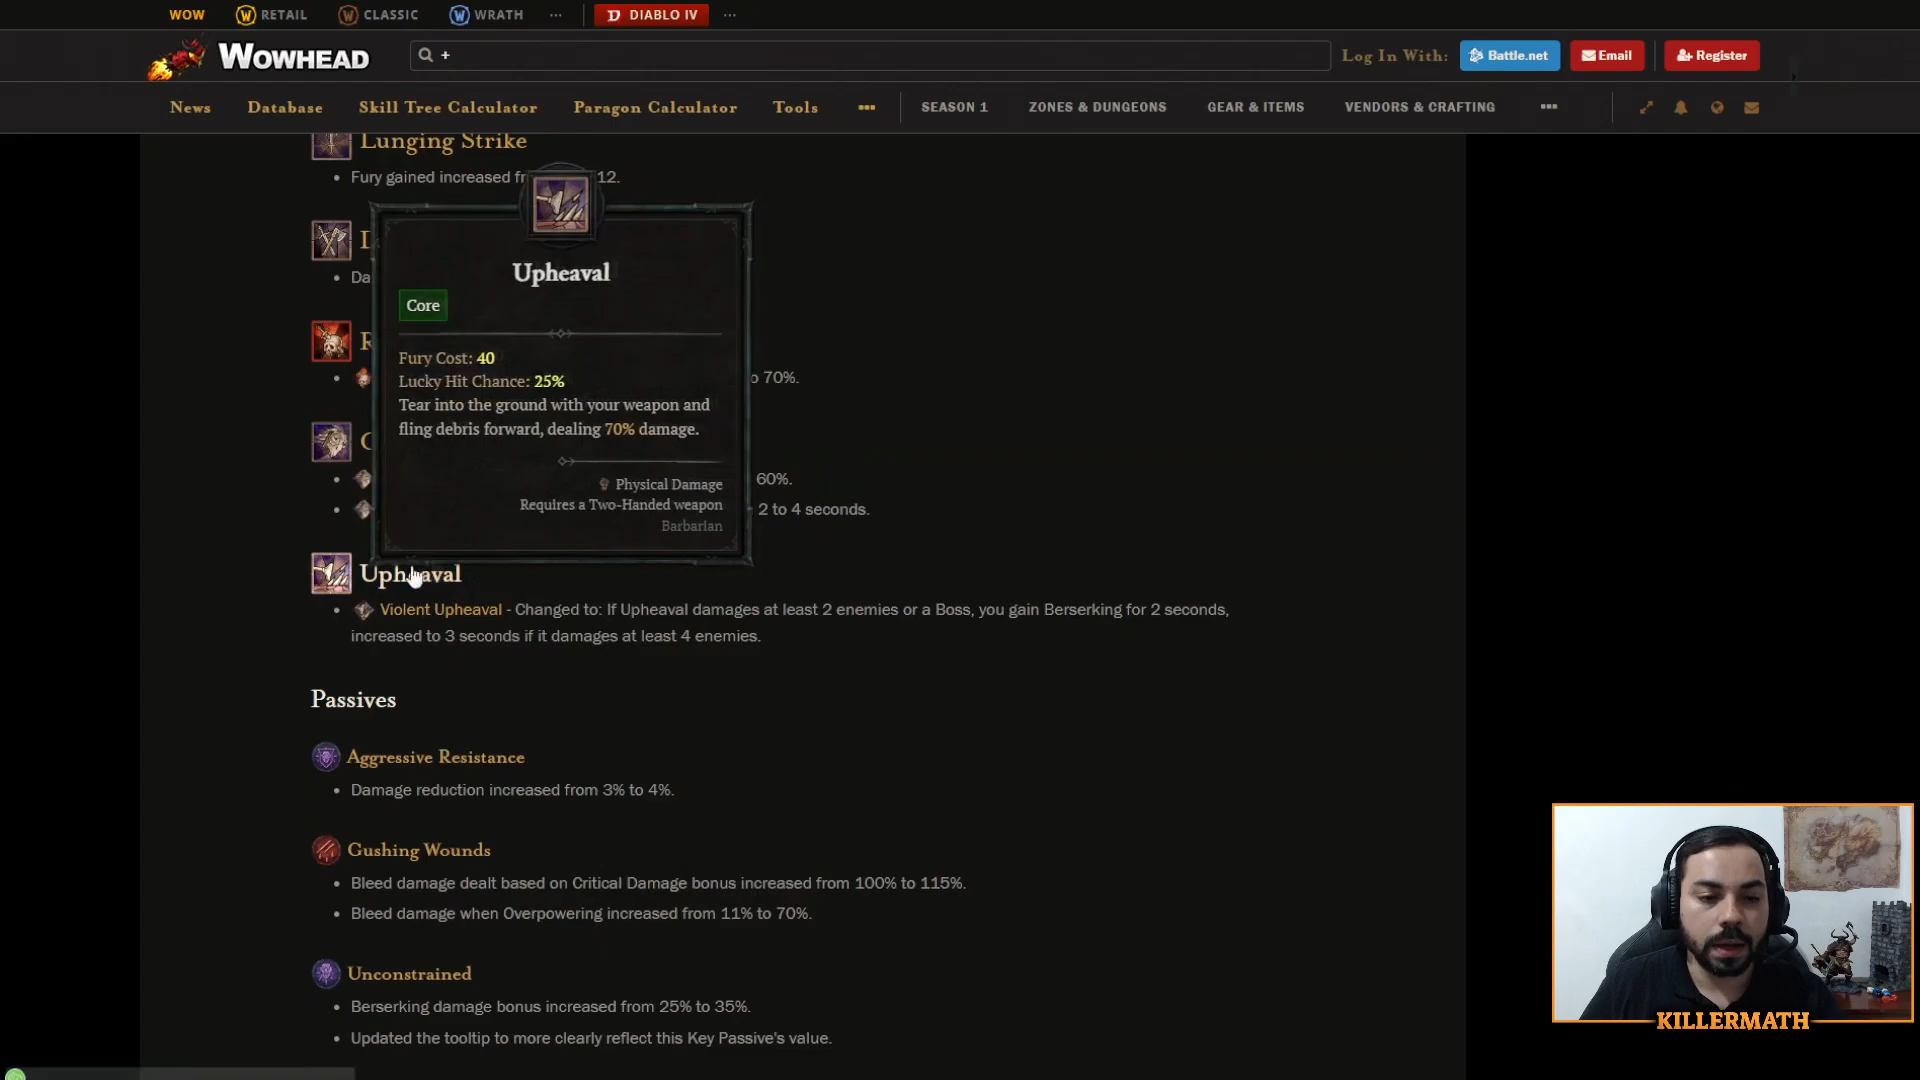 WOW RETAIL CLASSIC WRATH ... DIABLO IV ...
WOWHEAD + Log In With: Battle.net Email Register
News Database Skill Tree Calculator Paragon Calculator Tools ... SEASON 1 ZONES & DUNGEONS GEAR & ITEMS VENDORS & CRAFTING ...
Lunging Strike
• Fury gained increased 12.
Upheaval
Core
Fury Cost: 40
Lucky Hit Chance: 25%
Tear into the ground with your weapon and
fling debris forward, dealing 70% damage.
Physical Damage
Requires a Two-Handed weapon
Barbarian
70%.
60%.
2 to 4 seconds.
Upheaval
• Violent Upheaval - Changed to: If Upheaval damages at least 2 enemies or a Boss, you gain Berserking for 2 seconds,
increased to 3 seconds if it damages at least 4 enemies.
Passives
Aggressive Resistance
• Damage reduction increased from 3% to 4%.
Gushing Wounds
• Bleed damage dealt based on Critical Damage bonus increased from 100% to 115%.
• Bleed damage when Overpowering increased from 11% to 70%.
Unconstrained
• Berserking damage bonus increased from 25% to 35%.
• Updated the tooltip to more clearly reflect this Key Passive's value.
KILLERMATH